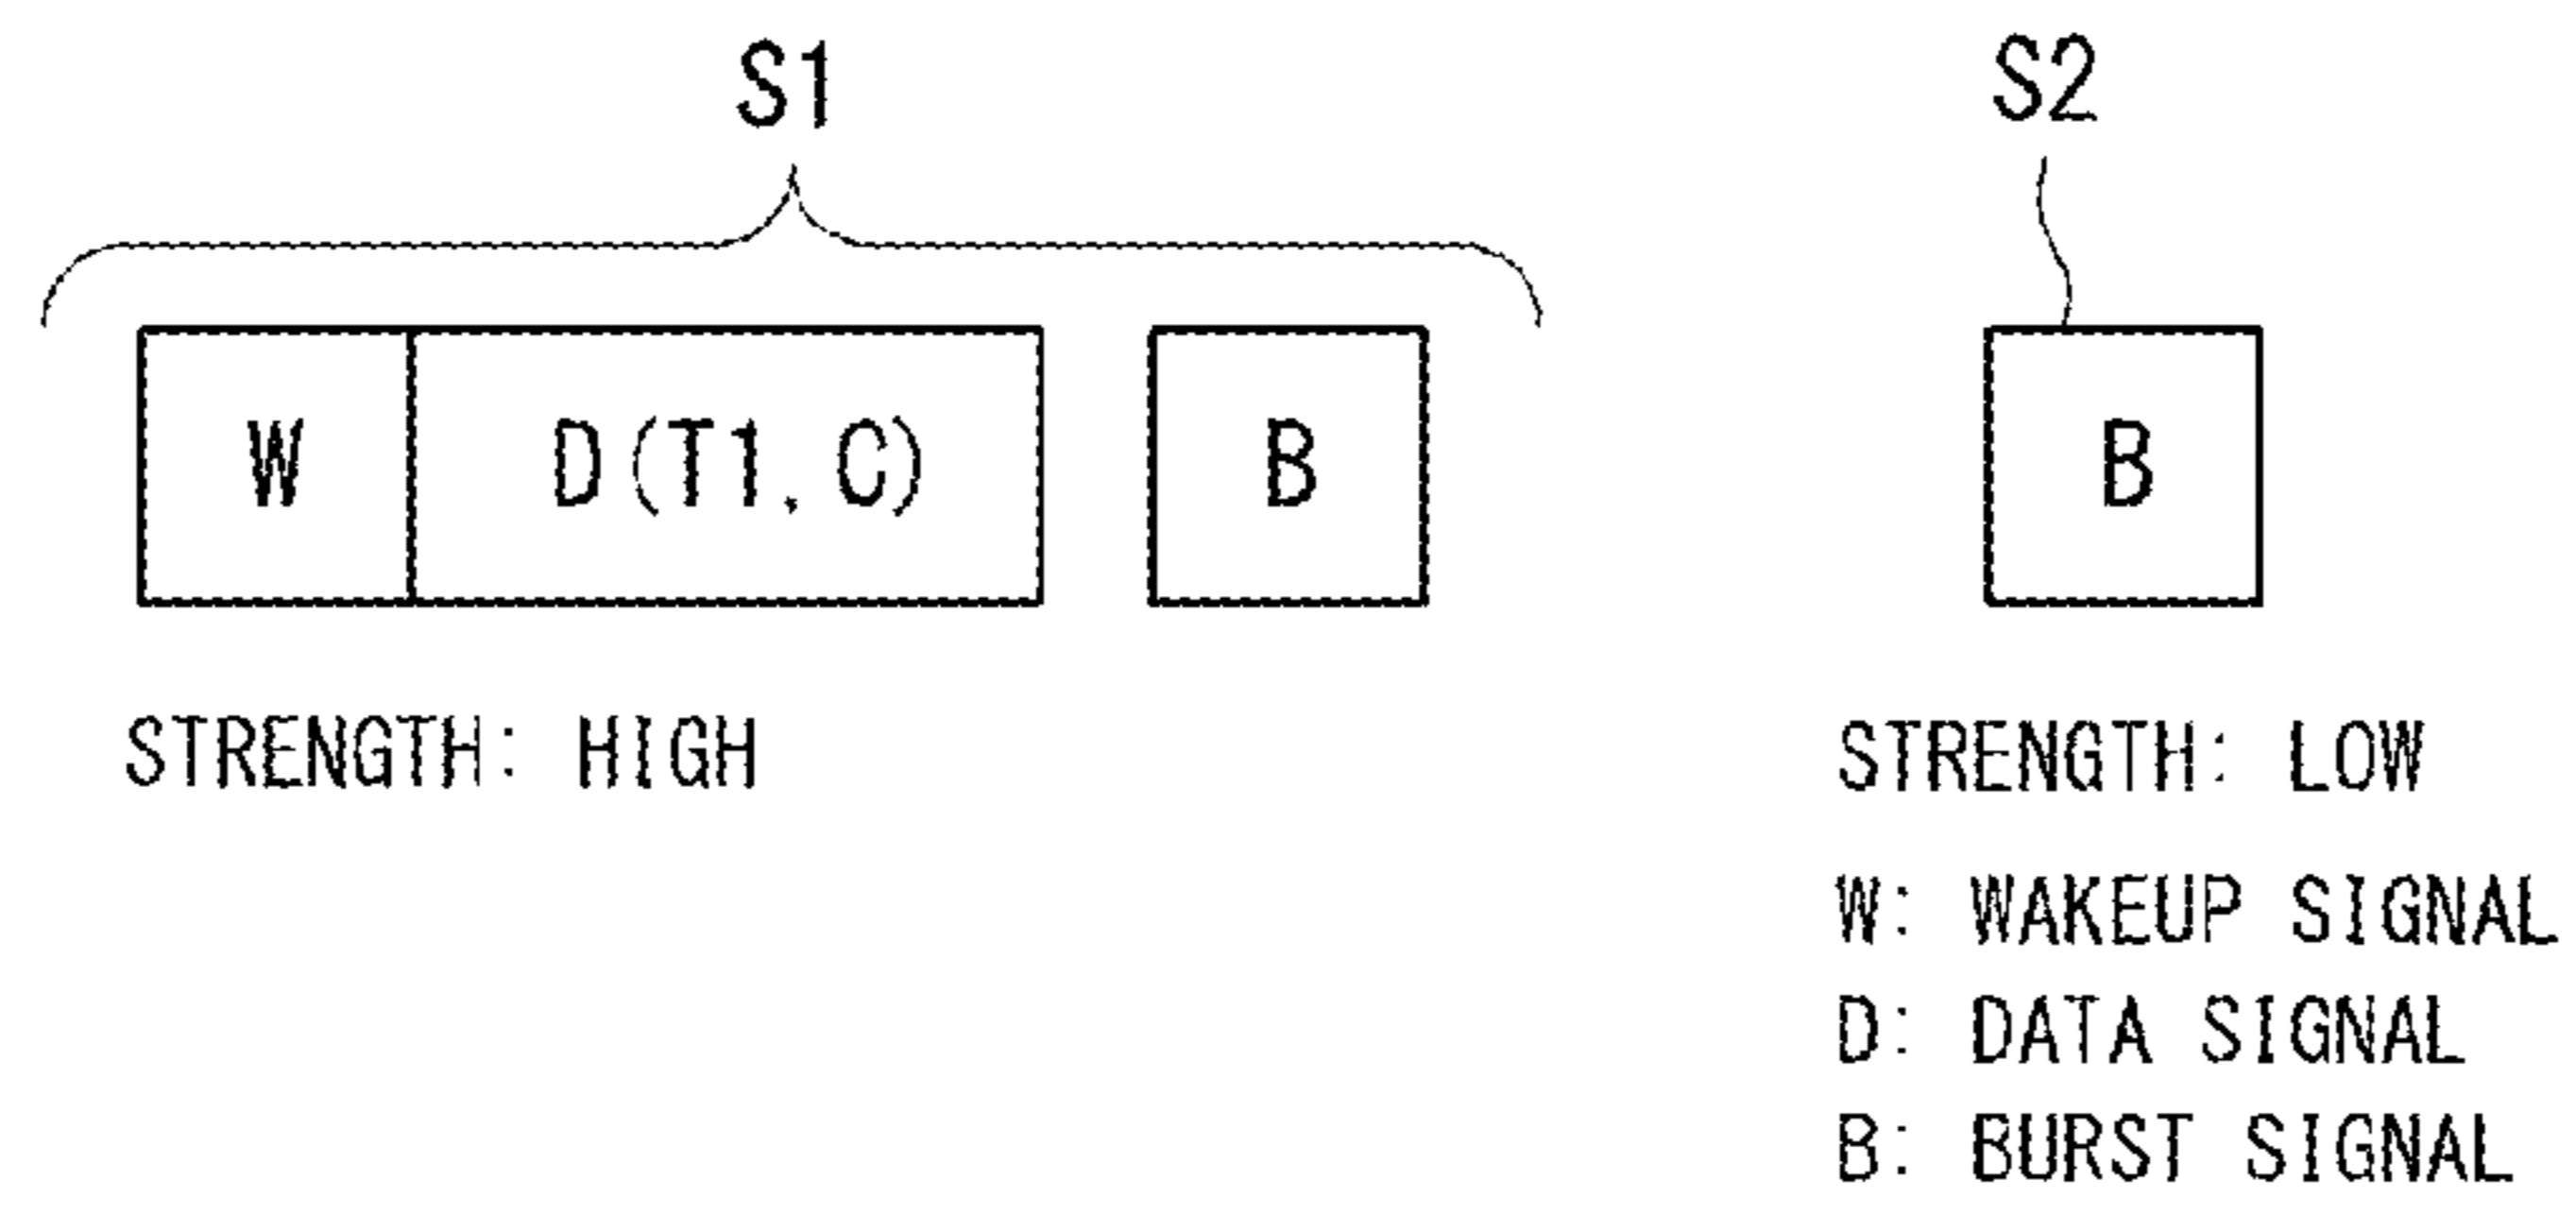 S1 S2
W D(T1, C) B B
STRENGTH: HIGH STRENGTH: LOW
W: WAKEUP SIGNAL
D: DATA SIGNAL
B: BURST SIGNAL